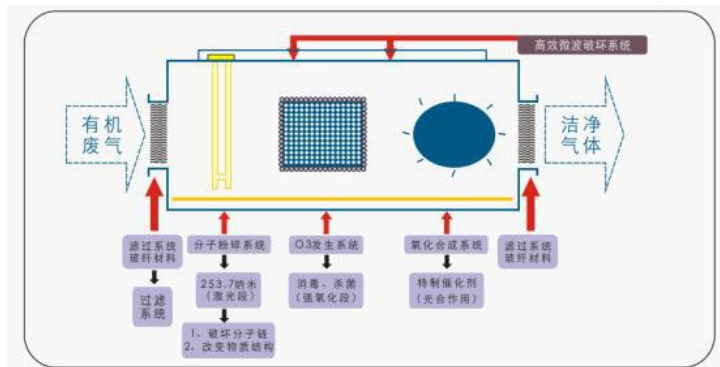 高效微波破坏系统
有机
废气
洁净
气体
滤过系统
玻纤材料
分子粉碎系统
O3发生系统
氧化合成系统
滤过系统
玻纤材料
过滤
系统
253.7纳米
(激光段)
消毒、杀菌
(强氧化段)
特制催化剂
(光合作用)
1、破坏分子链
2、改变物质结构